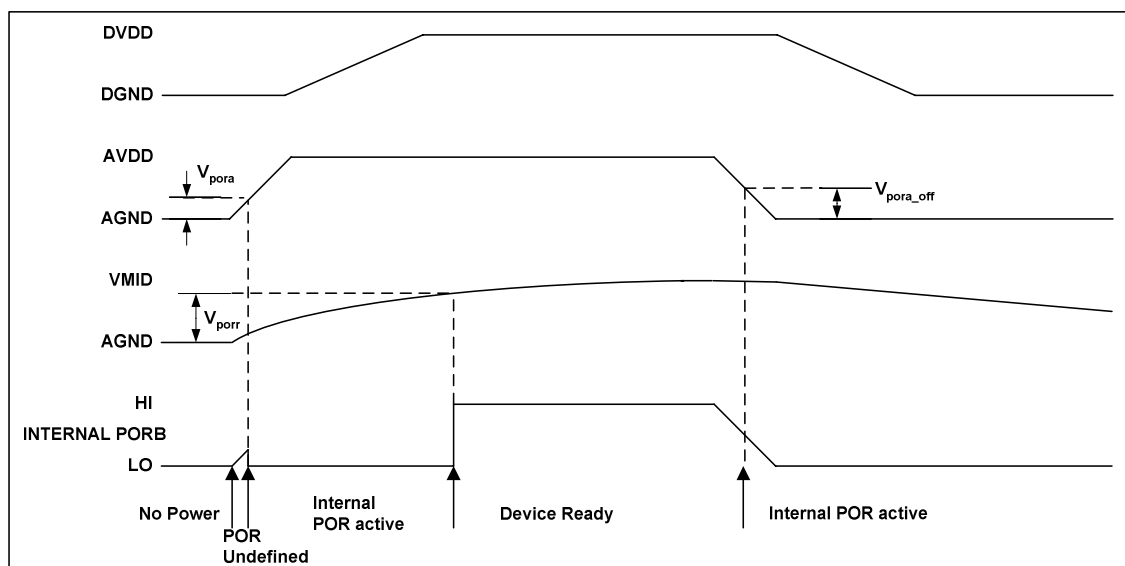 DVDD
DGND
AVDD
Vpora
AGND
Vpora_off
VMID
Vporr
AGND
HI
INTERNAL PORB
LO
No Power
POR
Undefined
Internal
POR active
Device Ready
Internal POR active